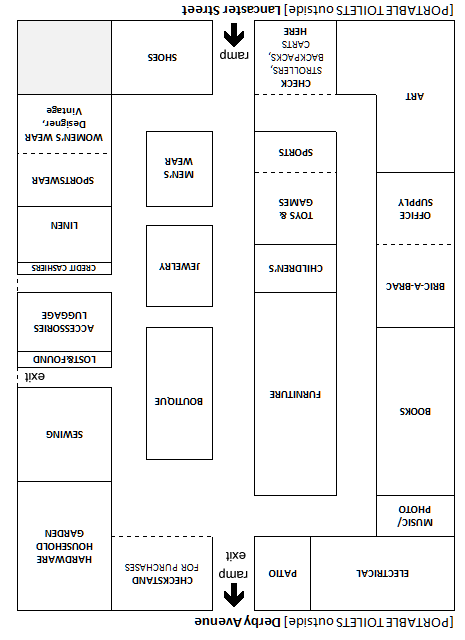 [PORTABLE TOILETS outside] Derby Avenue
ELECTRICAL
PATIO
ramp
exit
CHECKSTAND
FOR PURCHASES
HARDWARE
HOUSEHOLD
GARDEN
MUSIC/
PHOTO
BOOKS
FURNITURE
BOUTIQUE
SEWING
exit
LOST&FOUND
LUGGAGE
ACCESSORIES
BRIC-A-BRAC
CHILDREN'S
JEWELRY
CREDIT CASHIERS
LINEN
OFFICE
SUPPLY
TOYS &
GAMES
SPORTS
MEN'S
WEAR
SPORTSWEAR
WOMEN'S WEAR
Designer,
Vintage
ART
CHECK
STROLLERS,
BACKPACKS,
CARTS
HERE
ramp
SHOES
[PORTABLE TOILETS outside] Lancaster Street